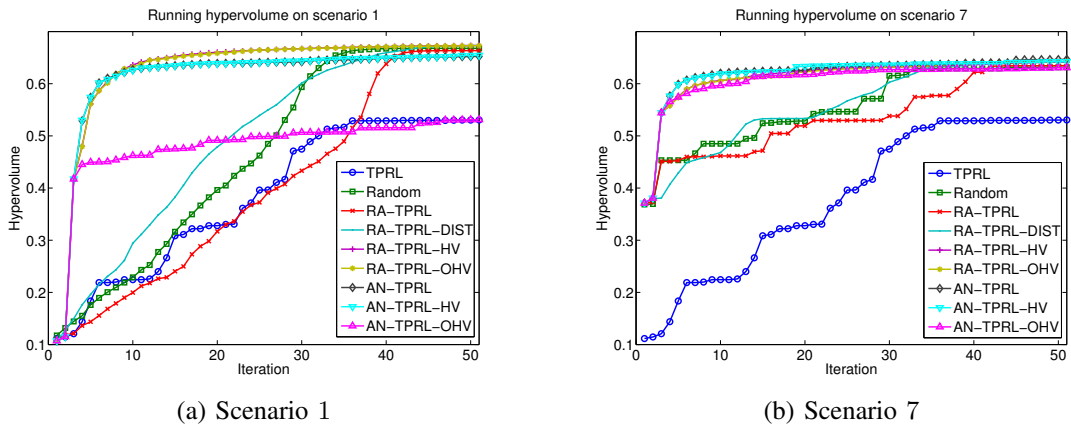 Running hypervolume on scenario 1
Hypervolume
0.6
0.5
0.4
0.3
0.2
0.1
0
10
20
30
40
50
Iteration
TPRL
Random
RA-TPRL
RA-TPRL-DIST
RA-TPRL-HV
RA-TPRL-OHV
AN-TPRL
AN-TPRL-HV
AN-TPRL-OHV
(a) Scenario 1
Running hypervolume on scenario 7
Hypervolume
0.6
0.5
0.4
0.3
0.2
0.1
0
10
20
30
40
50
Iteration
TPRL
Random
RA-TPRL
RA-TPRL-DIST
RA-TPRL-HV
RA-TPRL-OHV
AN-TPRL
AN-TPRL-HV
AN-TPRL-OHV
(b) Scenario 7